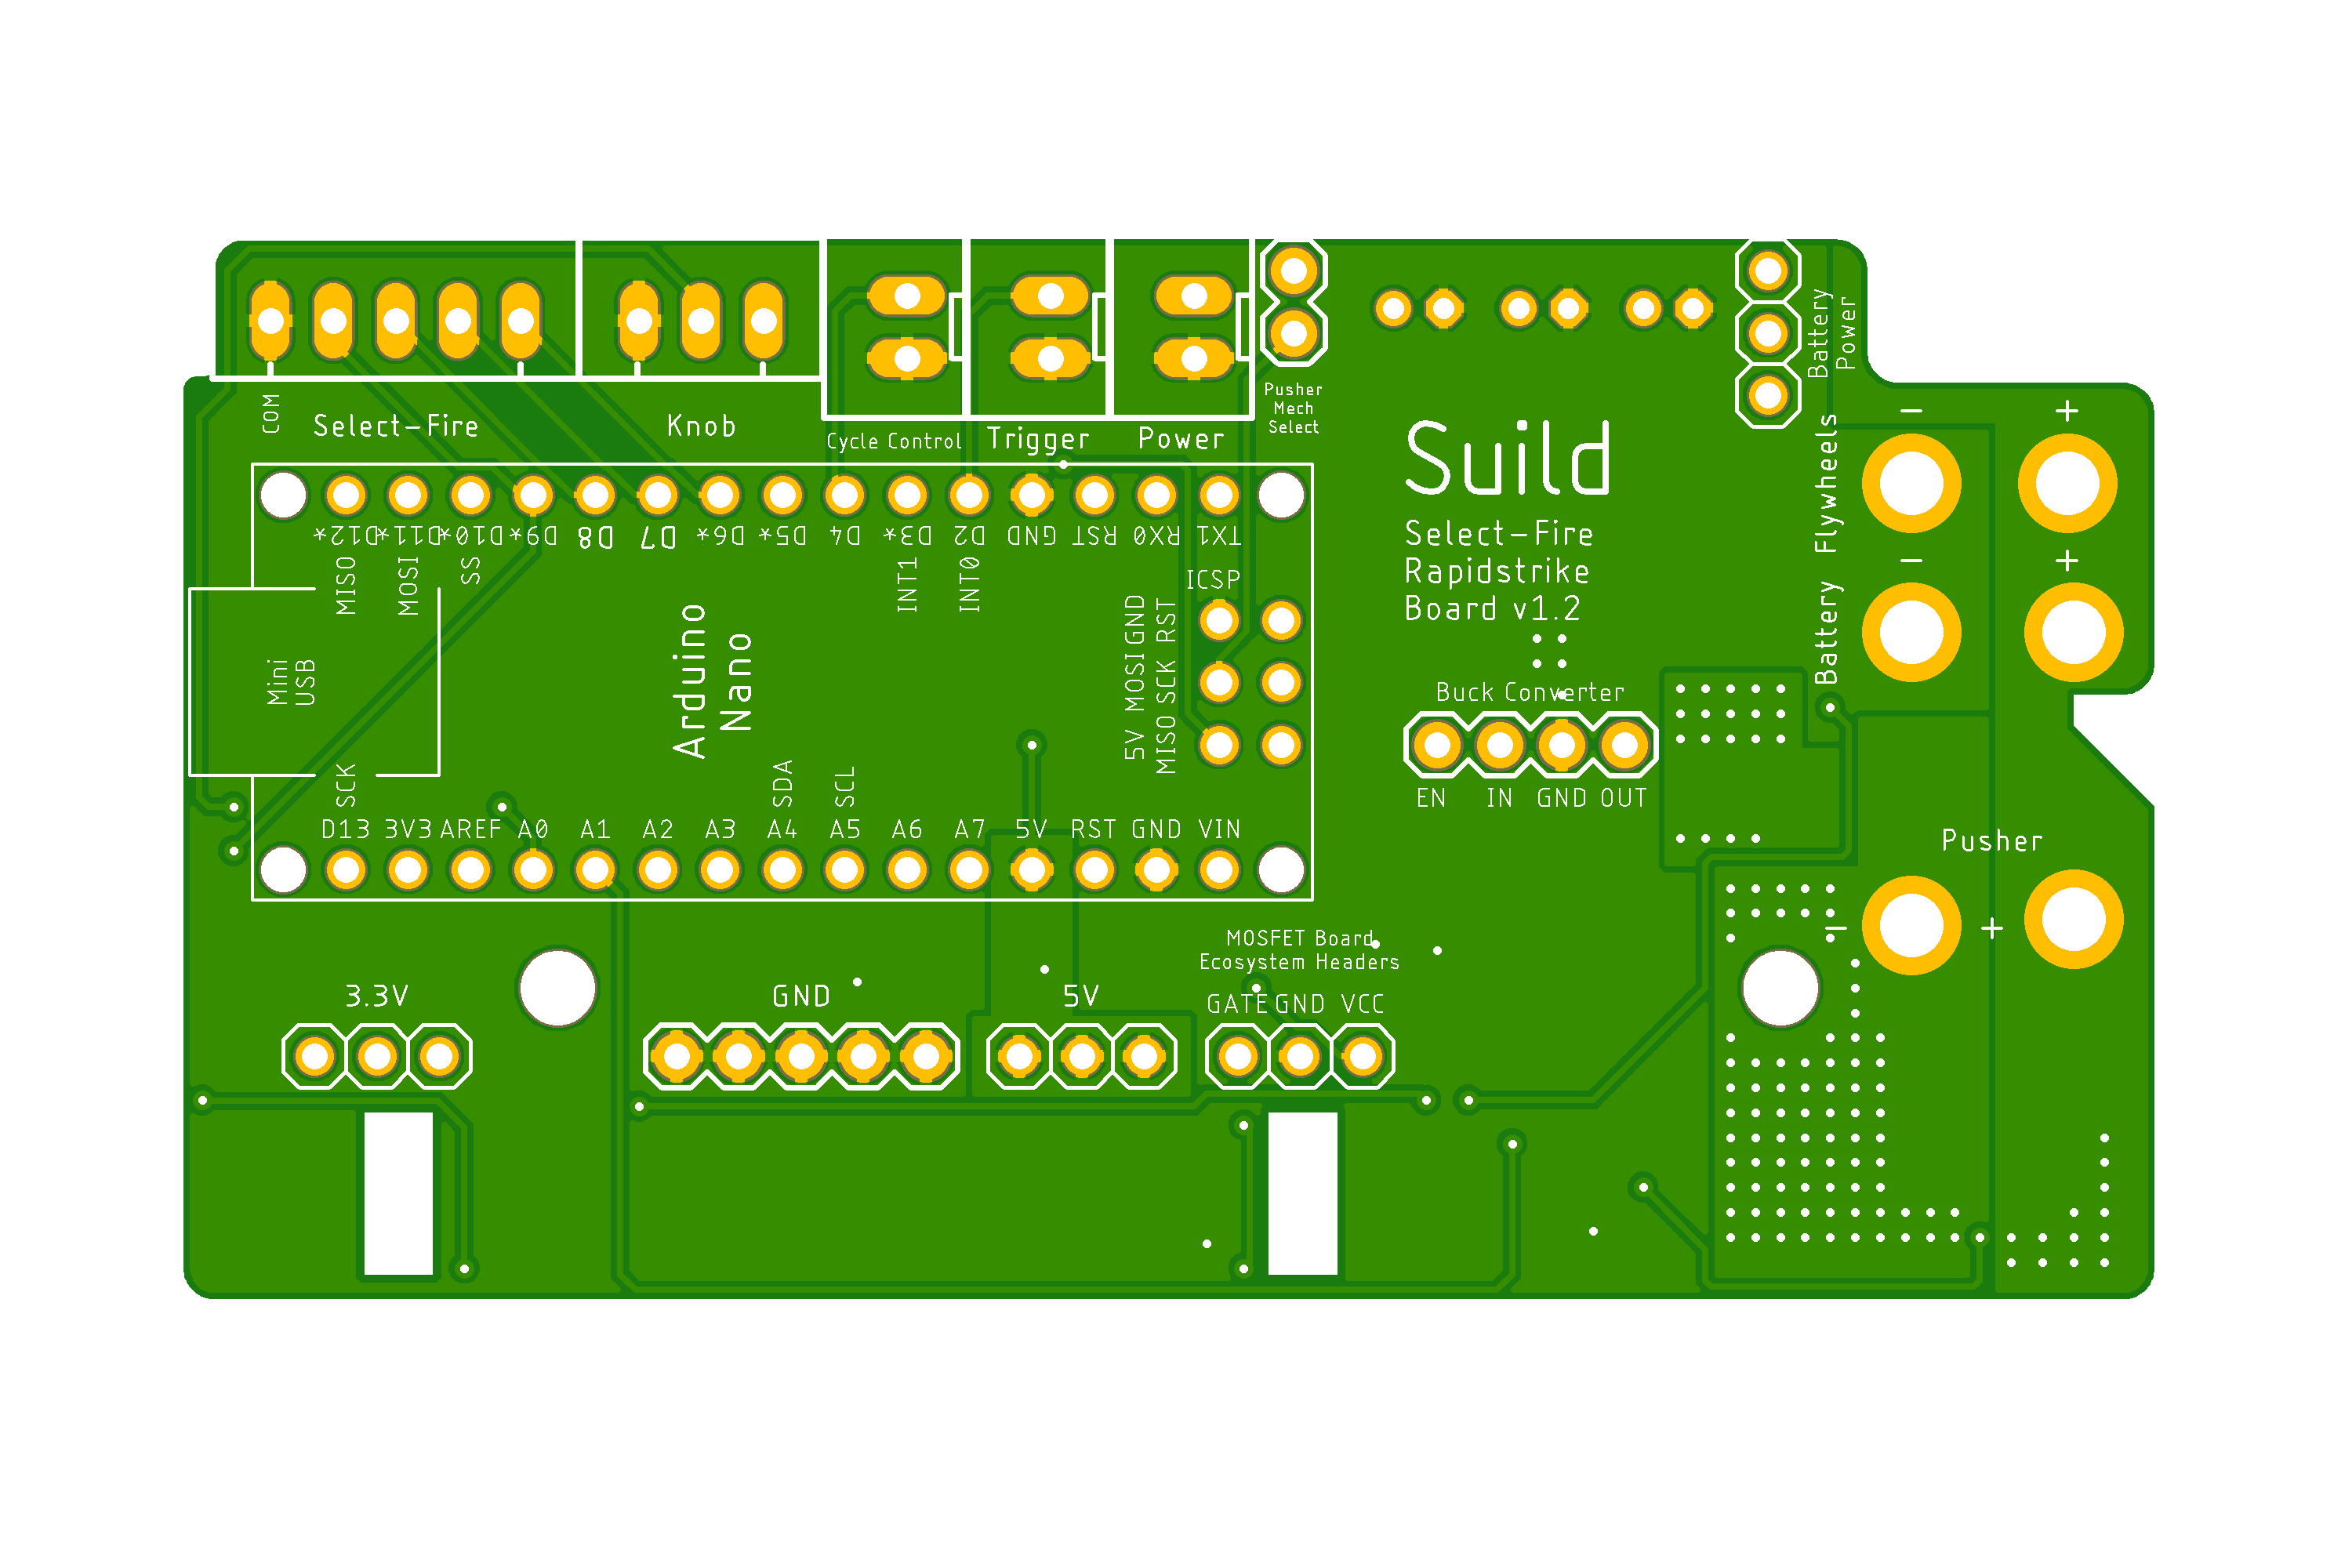 COM
Select-Fire
Knob
Cycle Control
Trigger
Power
Pusher
Mech
Select
Battery
Power
Suild
Select-Fire
Rapidstrike
Board v1.2
Battery Flywheels
- +
- +
*D12 *D11 *D10 *D9 D8 D7 *D6 *D5 D4 *D3 D2 GND RST RX0 TX1
MISO MOSI SS INT1 INT0
ICSP
5V MOSI GND
MISO SCK RST
Mini
USB
Arduino
Nano
SCK SDA SCL
D13 3V3 AREF A0 A1 A2 A3 A4 A5 A6 A7 5V RST GND VIN
Buck Converter
EN IN GND OUT
Pusher
- +
MOSFET Board
Ecosystem Headers
GATE GND VCC
3.3V
GND
5V